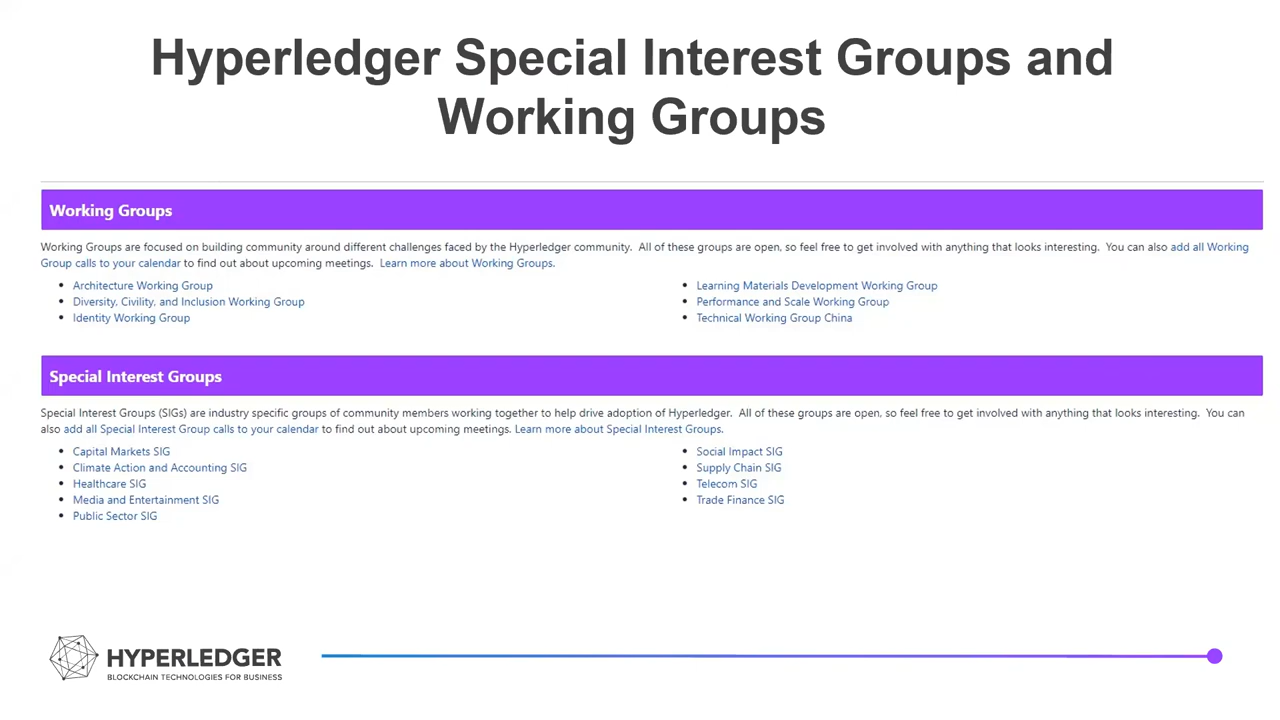 Hyperledger Special Interest Groups and
Working Groups
Working Groups
Working Groups are focused on building community around different challenges faced by the Hyperledger community.  All of these groups are open, so feel free to get involved with anything that looks interesting.  You can also add all Working
Group calls to your calendar to find out about upcoming meetings.  Learn more about Working Groups.
• Architecture Working Group
• Diversity, Civility, and Inclusion Working Group
• Identity Working Group
• Learning Materials Development Working Group
• Performance and Scale Working Group
• Technical Working Group China
Special Interest Groups
Special Interest Groups (SIGs) are industry specific groups of community members working together to help drive adoption of Hyperledger.  All of these groups are open, so feel free to get involved with anything that looks interesting.  You can
also add all Special Interest Group calls to your calendar to find out about upcoming meetings. Learn more about Special Interest Groups.
• Capital Markets SIG
• Climate Action and Accounting SIG
• Healthcare SIG
• Media and Entertainment SIG
• Public Sector SIG
• Social Impact SIG
• Supply Chain SIG
• Telecom SIG
• Trade Finance SIG
HYPERLEDGER
BLOCKCHAIN TECHNOLOGIES FOR BUSINESS